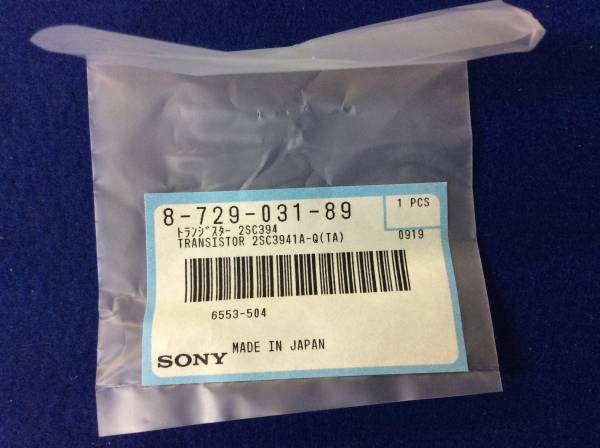 8-729-031-89
1 PCS
ﾄﾗﾝｼﾞｽﾀｰ 2SC394
TRANSISTOR 2SC3941A-Q(TA)
0919
6553-504
SONY MADE IN JAPAN